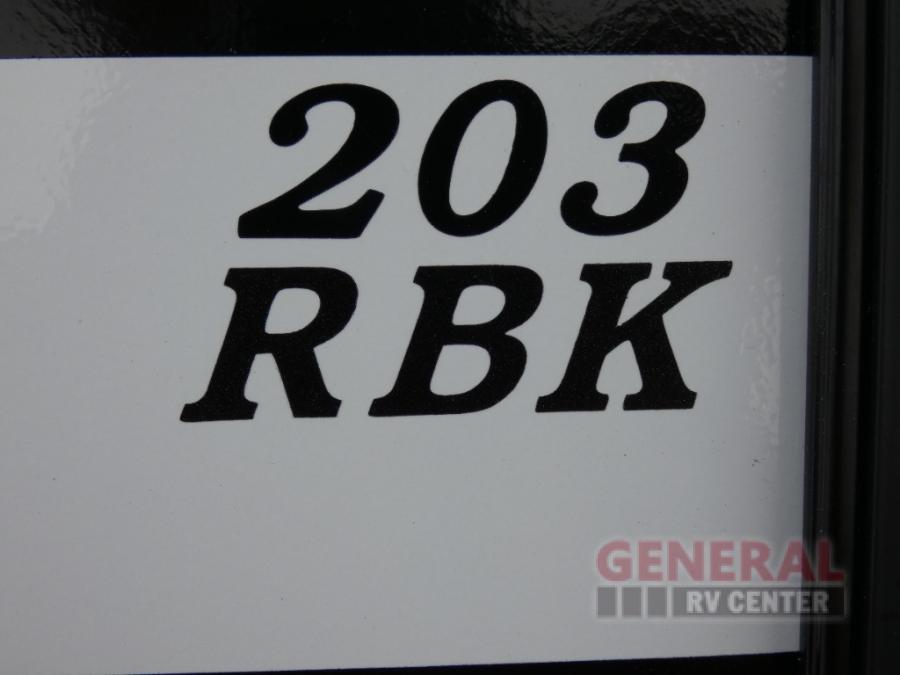 203
RBK
GENERAL
RV CENTER